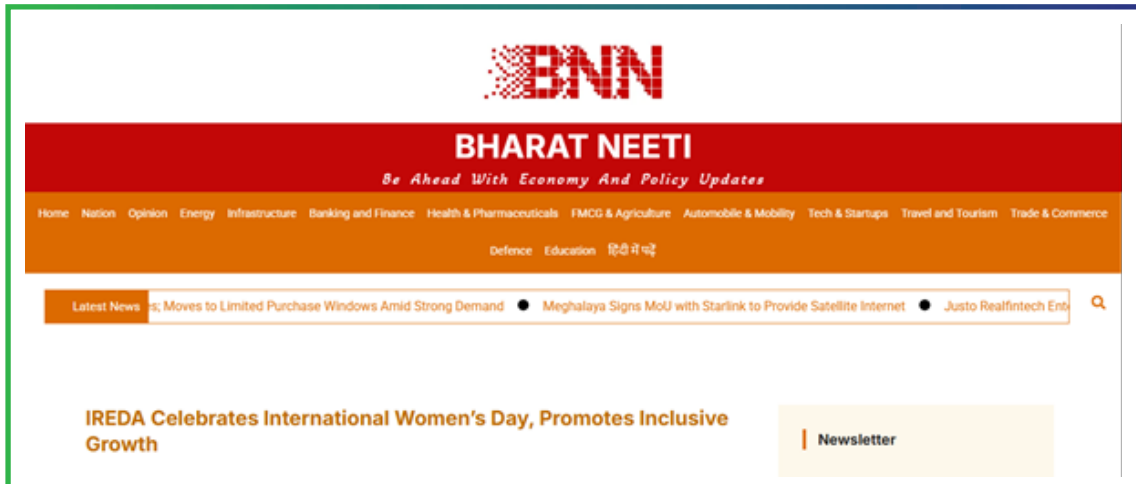 BNN
BHARAT NEETI
Be Ahead With Economy And Policy Updates
Home Nation Opinion Energy Infrastructure Banking and Finance Health & Pharmaceuticals FMCG & Agriculture Automobile & Mobility Tech & Startups Travel and Tourism Trade & Commerce
Defence Education हिंदी में पढ़ें
Latest News es; Moves to Limited Purchase Windows Amid Strong Demand ● Meghalaya Signs MoU with Starlink to Provide Satellite Internet ● Justo Realfintech Ent
IREDA Celebrates International Women’s Day, Promotes Inclusive
Growth
Newsletter